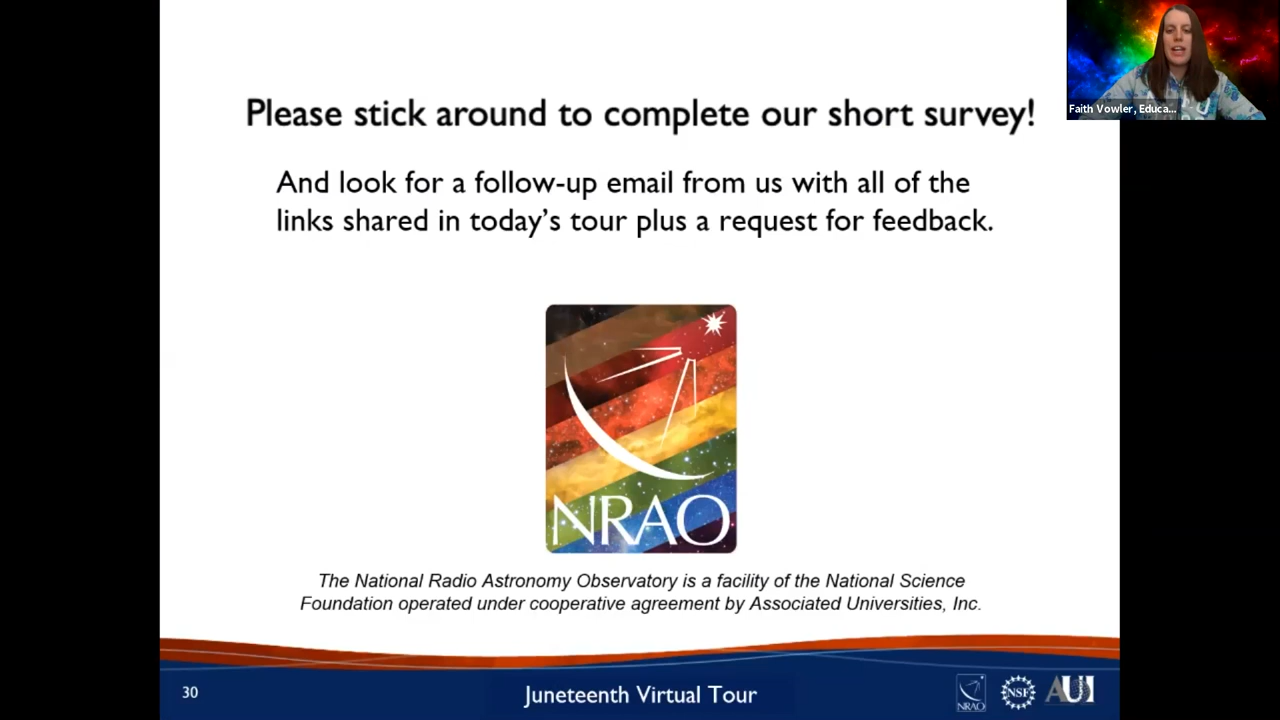 Please stick around to complete our short survey!
And look for a follow-up email from us with all of the
links shared in today's tour plus a request for feedback.
Faith Vowler, Educa...
NRAO
The National Radio Astronomy Observatory is a facility of the National Science
Foundation operated under cooperative agreement by Associated Universities, Inc.
30
Juneteenth Virtual Tour
NRAO
NSF
AUI